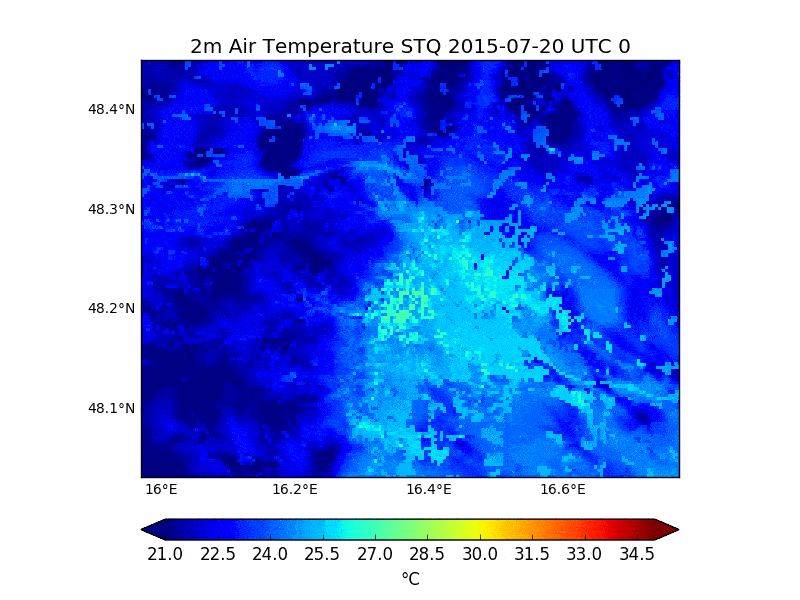 2m Air Temperature STQ 2015-07-20 UTC 0
48.4°N
48.3°N
48.2°N
48.1°N
16°E 16.2°E 16.4°E 16.6°E
21.0 22.5 24.0 25.5 27.0 28.5 30.0 31.5 33.0 34.5
°C